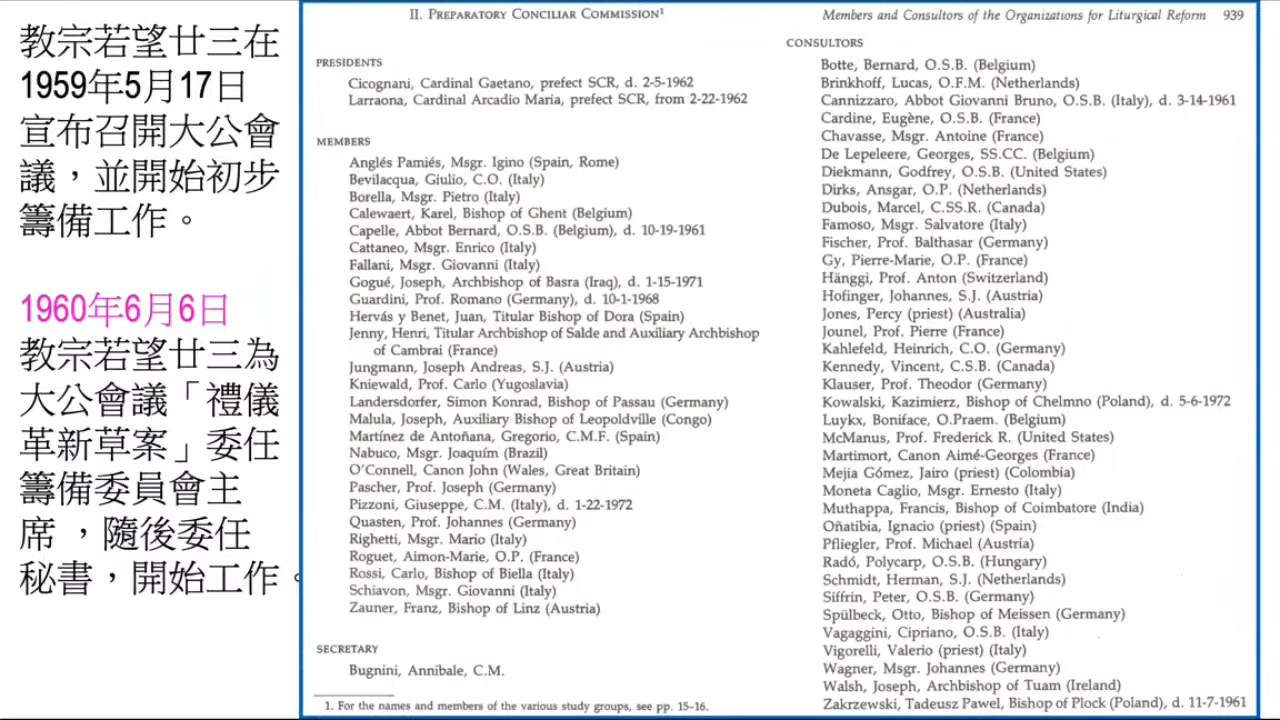 教宗若望廿三在
1959年5月17日
宣布召開大公會
議，並開始初步
籌備工作。
1960年6月6日
教宗若望廿三為
大公會議「禮儀
革新草案」委任
籌備委員會主
席 ，隨後委任
秘書，開始工作。
II. PREPARATORY CONCILIAR COMMISSION¹
PRESIDENTS
Cicognani, Cardinal Gaetano, prefect SCR, d. 2-5-1962
Larraona, Cardinal Arcadio Maria, prefect SCR, from 2-22-1962
MEMBERS
Anglés Pamiés, Msgr. Igino (Spain, Rome)
Bevilacqua, Giulio, C.O. (Italy)
Borella, Msgr. Pietro (Italy)
Calewaert, Karel, Bishop of Ghent (Belgium)
Capelle, Abbot Bernard, O.S.B. (Belgium), d. 10-19-1961
Cattaneo, Msgr. Enrico (Italy)
Fallani, Msgr. Giovanni (Italy)
Gogué, Joseph, Archbishop of Basra (Iraq), d. 1-15-1971
Guardini, Prof. Romano (Germany), d. 10-1-1968
Hervás y Benet, Juan, Titular Bishop of Dora (Spain)
Jenny, Henri, Titular Archbishop of Salde and Auxiliary Archbishop
of Cambrai (France)
Jungmann, Joseph Andreas, S.J. (Austria)
Kniewald, Prof. Carlo (Yugoslavia)
Landersdorfer, Simon Konrad, Bishop of Passau (Germany)
Malula, Joseph, Auxiliary Bishop of Leopoldville (Congo)
Martínez de Antoñana, Gregorio, C.M.F. (Spain)
Nabuco, Msgr. Joaquím (Brazil)
O'Connell, Canon John (Wales, Great Britain)
Pascher, Prof. Joseph (Germany)
Pizzoni, Giuseppe, C.M. (Italy), d. 1-22-1972
Quasten, Prof. Johannes (Germany)
Righetti, Msgr. Mario (Italy)
Roguet, Aimon-Marie, O.P. (France)
Rossi, Carlo, Bishop of Biella (Italy)
Schiavon, Msgr. Giovanni (Italy)
Zauner, Franz, Bishop of Linz (Austria)
SECRETARY
Bugnini, Annibale, C.M.
1. For the names and members of the various study groups, see pp. 15-16.
Members and Consultors of the Organizations for Liturgical Reform 939
CONSULTORS
Botte, Bernard, O.S.B. (Belgium)
Brinkhoff, Lucas, O.F.M. (Netherlands)
Cannizzaro, Abbot Giovanni Bruno, O.S.B. (Italy), d. 3-14-1961
Cardine, Eugène, O.S.B. (France)
Chavasse, Msgr. Antoine (France)
De Lepeleere, Georges, SS.CC. (Belgium)
Diekmann, Godfrey, O.S.B. (United States)
Dirks, Ansgar, O.P. (Netherlands)
Dubois, Marcel, C.SS.R. (Canada)
Famoso, Msgr. Salvatore (Italy)
Fischer, Prof. Balthasar (Germany)
Gy, Pierre-Marie, O.P. (France)
Hänggi, Prof. Anton (Switzerland)
Hofinger, Johannes, S.J. (Austria)
Jones, Percy (priest) (Australia)
Jounel, Prof. Pierre (France)
Kahlefeld, Heinrich, C.O. (Germany)
Kennedy, Vincent, C.S.B. (Canada)
Klauser, Prof. Theodor (Germany)
Kowalski, Kazimierz, Bishop of Chelmno (Poland), d. 5-6-1972
Luykx, Boniface, O.Praem. (Belgium)
McManus, Prof. Frederick R. (United States)
Martimort, Canon Aimé-Georges (France)
Mejia Gómez, Jairo (priest) (Colombia)
Moneta Caglio, Msgr. Ernesto (Italy)
Muthappa, Francis, Bishop of Coimbatore (India)
Oñatibia, Ignacio (priest) (Spain)
Pfliegler, Prof. Michael (Austria)
Radó, Polycarp, O.S.B. (Hungary)
Schmidt, Herman, S.J. (Netherlands)
Siffrin, Peter, O.S.B. (Germany)
Spülbeck, Otto, Bishop of Meissen (Germany)
Vagaggini, Cipriano, O.S.B. (Italy)
Vigorelli, Valerio (priest) (Italy)
Wagner, Msgr. Johannes (Germany)
Walsh, Joseph, Archbishop of Tuam (Ireland)
Zakrzewski, Tadeusz Pawel, Bishop of Plock (Poland), d. 11-7-1961